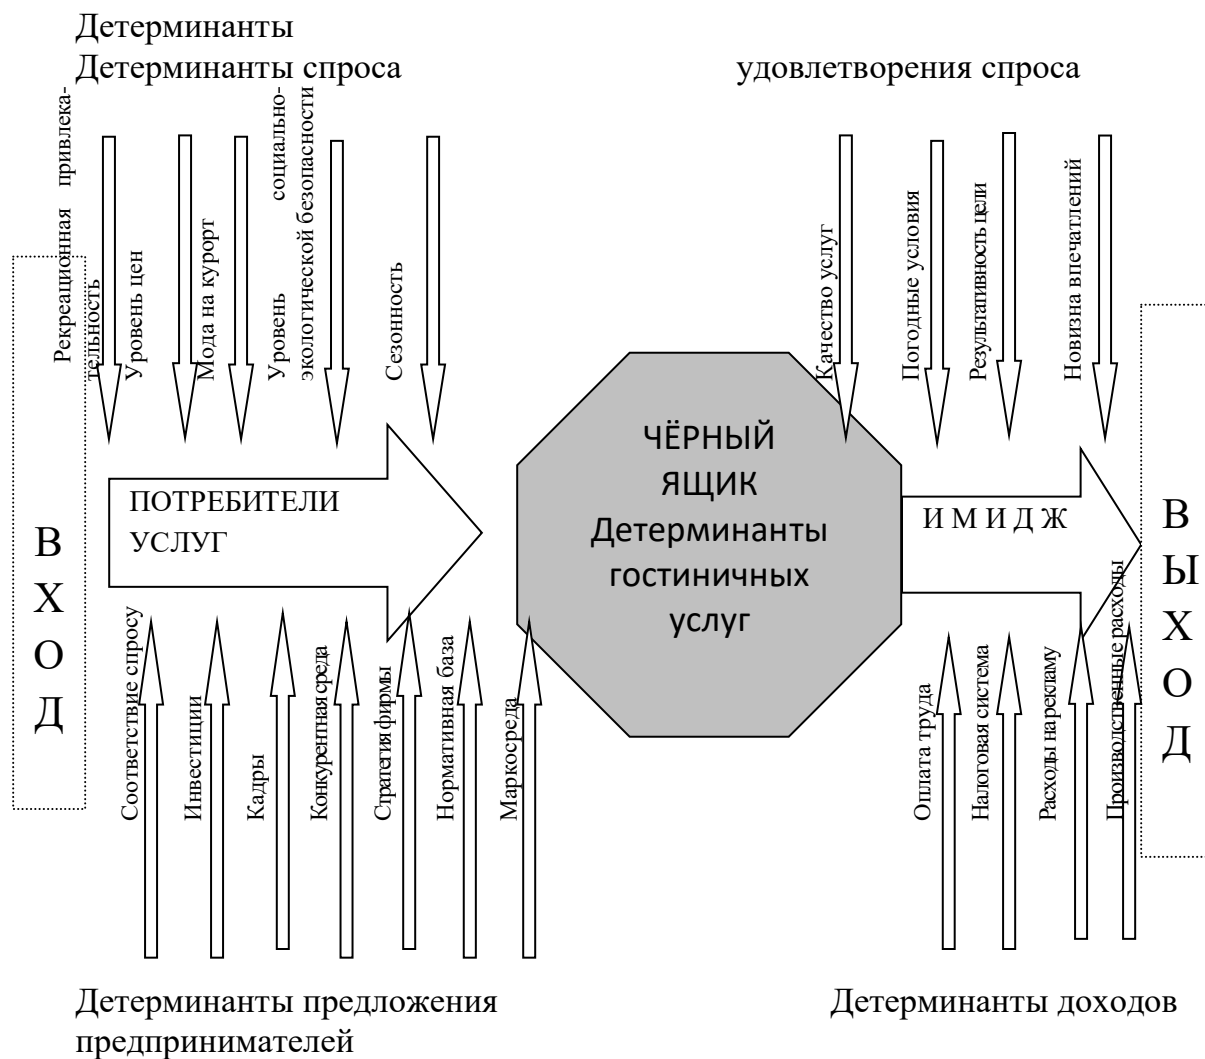 Детерминанты
Детерминанты спроса
удовлетворения спроса
Рекреационная привлека-
тельность
Уровень цен
Мода на курорт
Уровень социально-
экологической безопасности
Сезонность
Качество услуг
Погодные условия
Результативность цели
Новизна впечатлений
ВХОД
ПОТРЕБИТЕЛИ
УСЛУГ
ЧЁРНЫЙ
ЯЩИК
Детерминанты
гостиничных
услуг
И М И Д Ж
ВЫХОД
Соответствие спросу
Инвестиции
Кадры
Конкурентная среда
Стратегия фирмы
Нормативная база
Маркосреда
Оплата труда
Налоговая система
Расходы на рекламу
Производственные расходы
Детерминанты предложения
предпринимателей
Детерминанты доходов